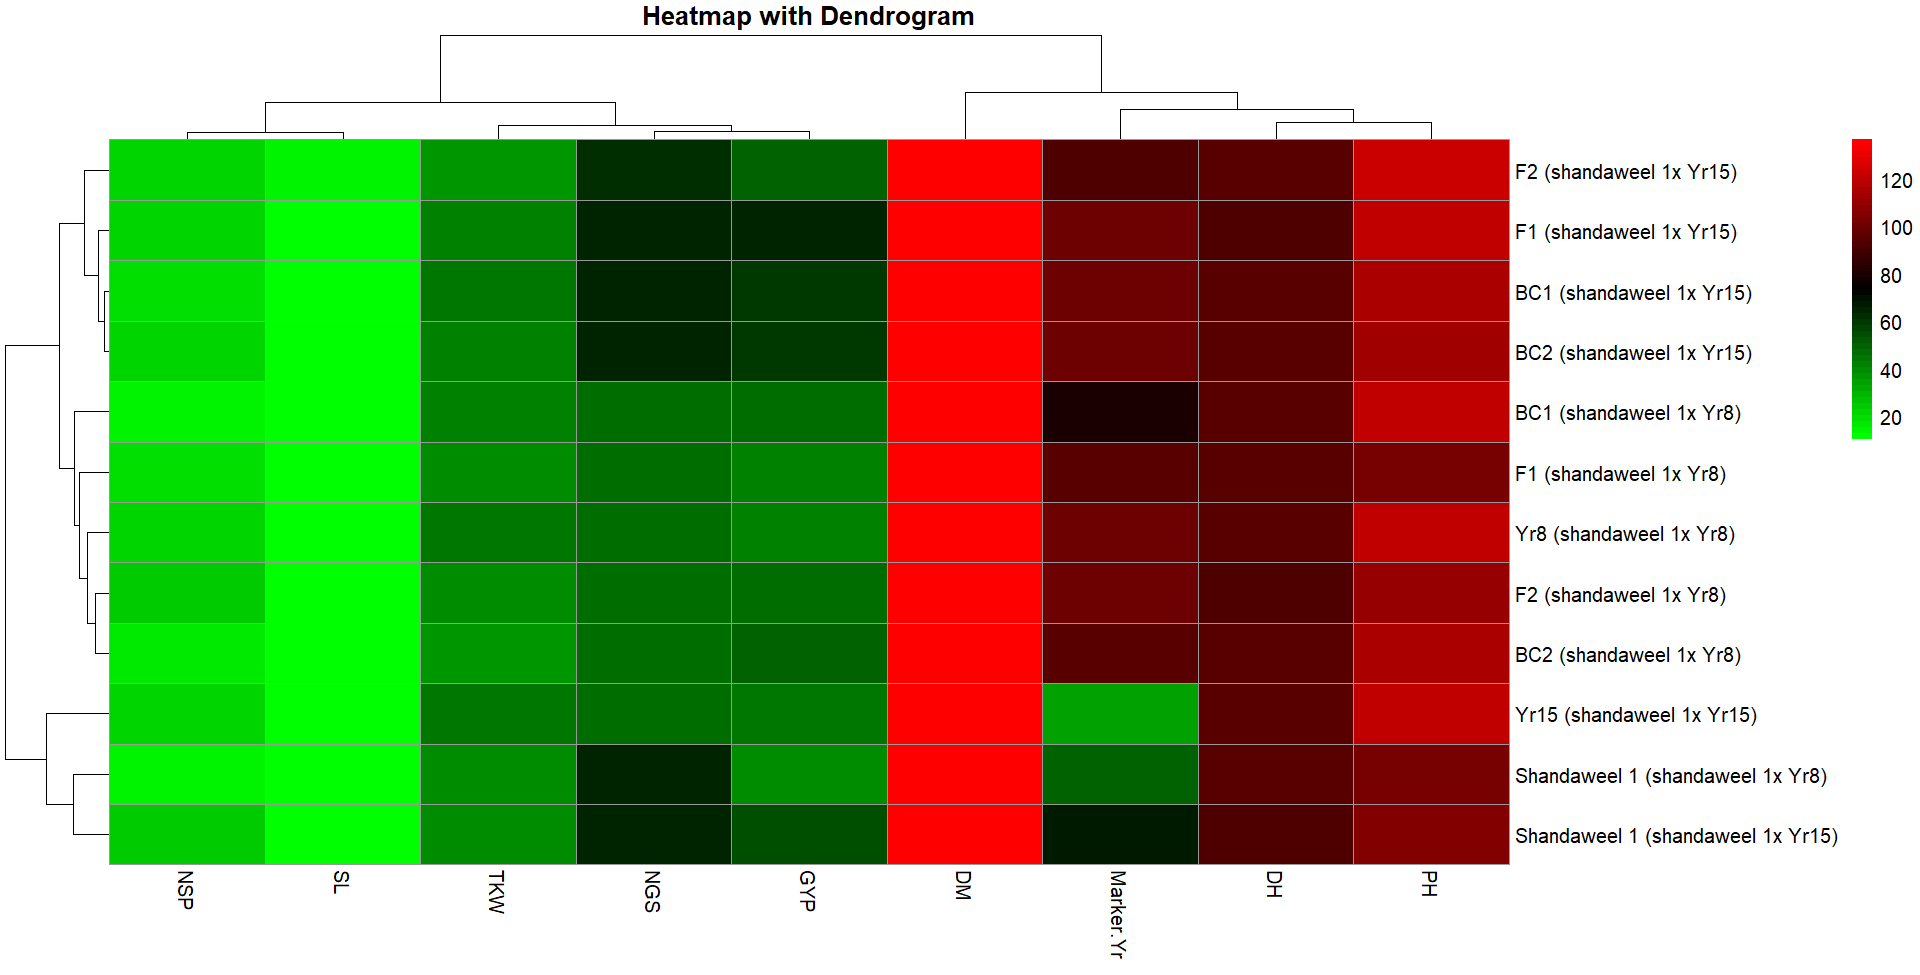 Heatmap with Dendrogram
F2 (shandaweel 1x Yr15)
F1 (shandaweel 1x Yr15)
BC1 (shandaweel 1x Yr15)
BC2 (shandaweel 1x Yr15)
BC1 (shandaweel 1x Yr8)
F1 (shandaweel 1x Yr8)
Yr8 (shandaweel 1x Yr8)
F2 (shandaweel 1x Yr8)
BC2 (shandaweel 1x Yr8)
Yr15 (shandaweel 1x Yr15)
Shandaweel 1 (shandaweel 1x Yr8)
Shandaweel 1 (shandaweel 1x Yr15)
120
100
80
60
40
20
NSP
SL
TKW
NGS
GYP
DM
Marker.Yr
DH
PH